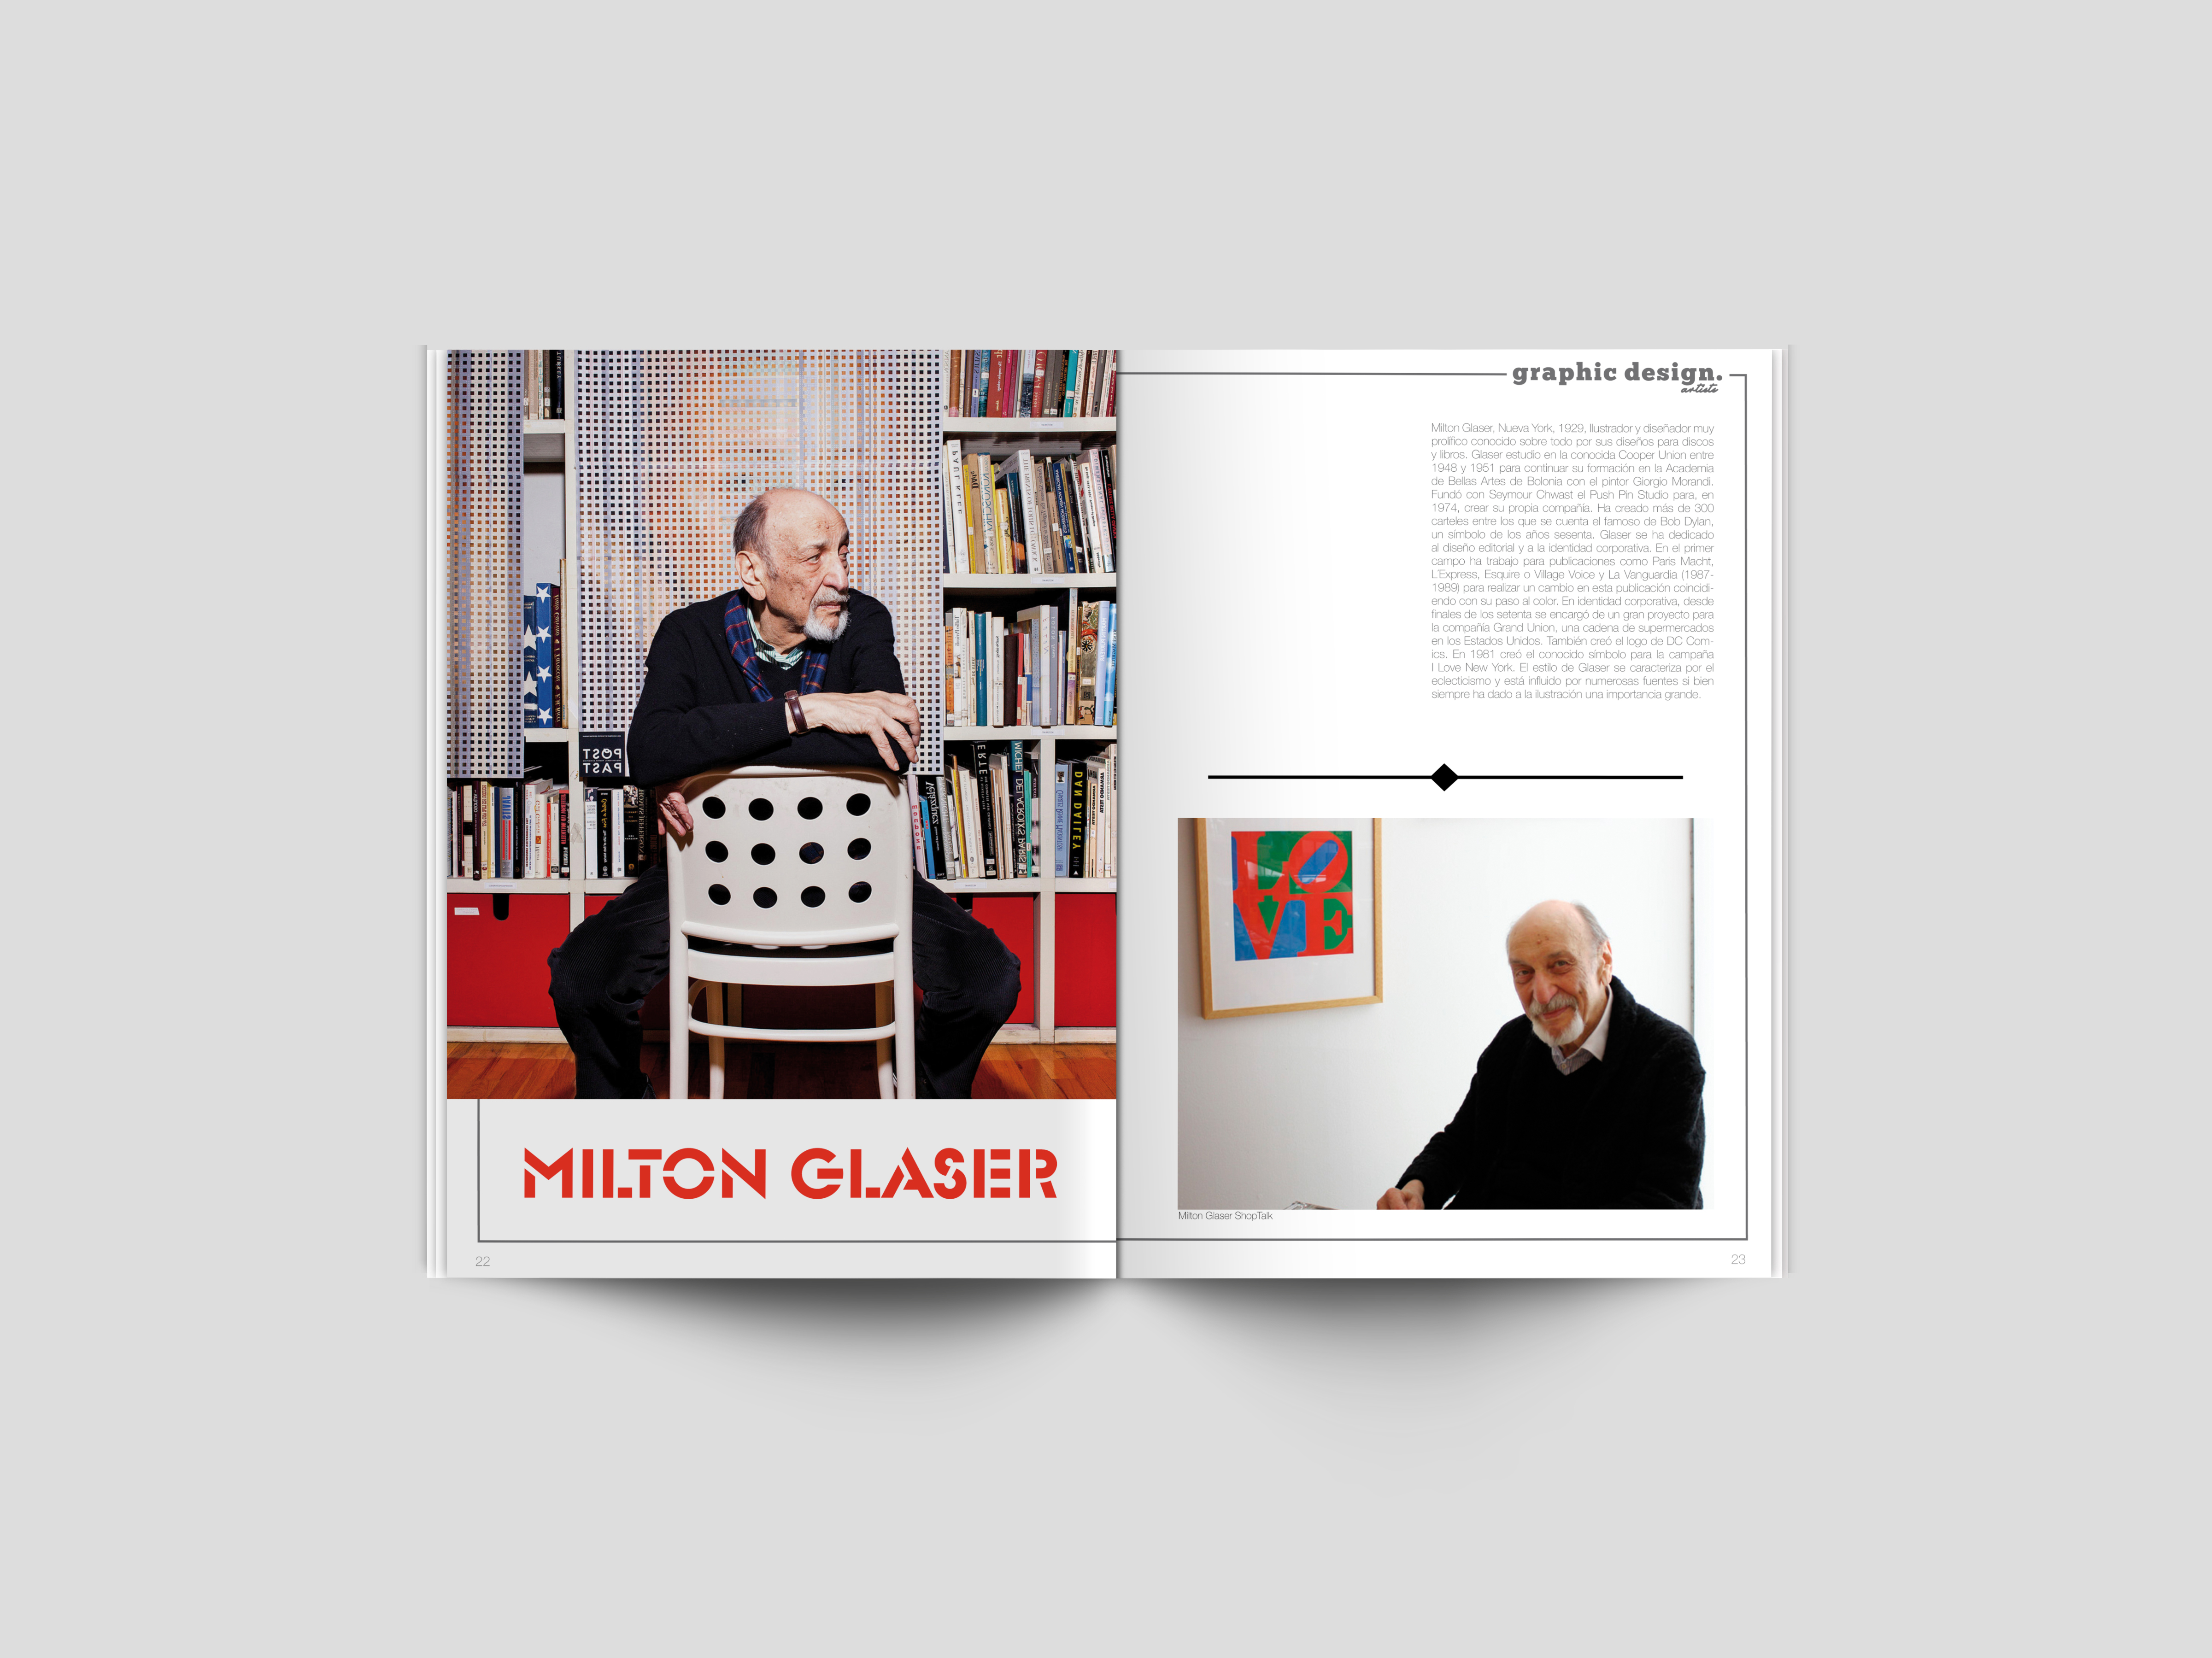 POST
PAST
ERTE
DAN DAILEY
MILTON GLASER
22
graphic design.
artists
Milton Glaser, Nueva York, 1929, Ilustrador y diseñador muy
prolífico conocido sobre todo por sus diseños para discos
y libros. Glaser estudio en la conocida Cooper Union entre
1948 y 1951 para continuar su formación en la Academia
de Bellas Artes de Bolonia con el pintor Giorgio Morandi.
Fundó con Seymour Chwast el Push Pin Studio para, en
1974, crear su propia compañía. Ha creado más de 300
carteles entre los que se cuenta el famoso de Bob Dylan,
un símbolo de los años sesenta. Glaser se ha dedicado
al diseño editorial y a la identidad corporativa. En el primer
campo ha trabajo para publicaciones como Paris Macht,
L'Express, Esquire o Village Voice y La Vanguardia (1987-
1989) para realizar un cambio en esta publicación coincidi-
endo con su paso al color. En identidad corporativa, desde
finales de los setenta se encargó de un gran proyecto para
la compañía Grand Union, una cadena de supermercados
en los Estados Unidos. También creó el logo de DC Com-
ics. En 1981 creó el conocido símbolo para la campaña
I Love New York. El estilo de Glaser se caracteriza por el
eclecticismo y está influido por numerosas fuentes si bien
siempre ha dado a la ilustración una importancia grande.
LO
VE
Milton Glaser ShopTalk
23